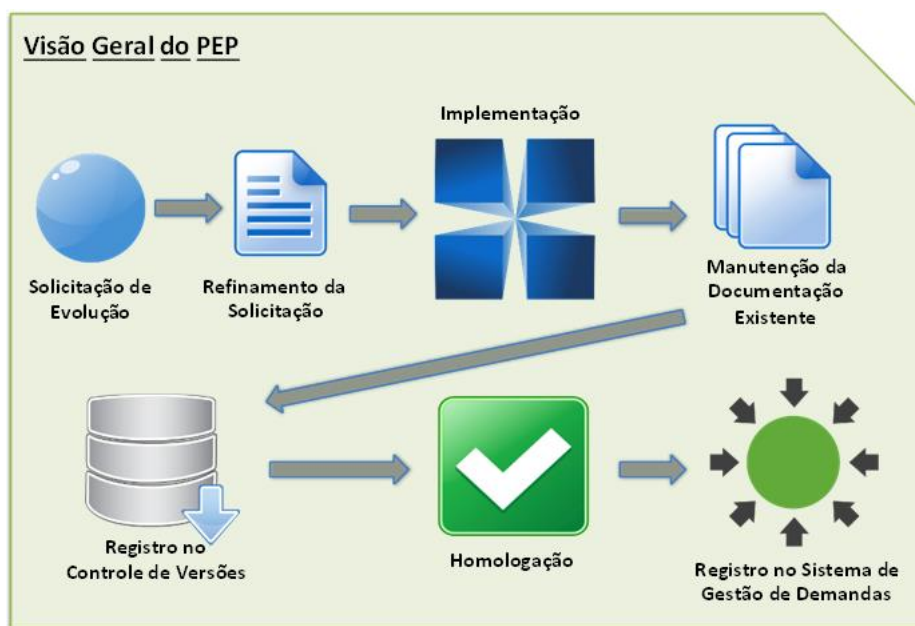 Visão Geral do PEP
Implementação
Solicitação de
Evolução
Refinamento da
Solicitação
Manutenção da
Documentação
Existente
Registro no
Controle de Versões
Homologação
Registro no Sistema de
Gestão de Demandas